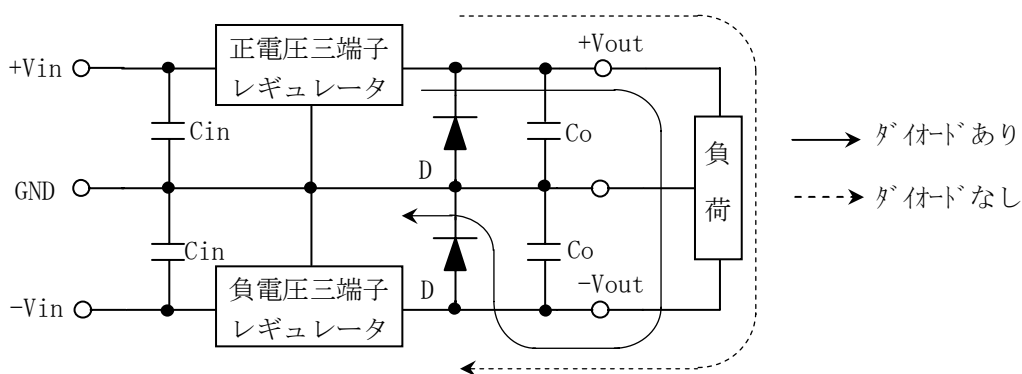 正電圧三端子
レギュレータ
+Vout
+Vin
Cin
Co
D
負
荷
ﾀﾞｲｵｰﾄﾞあり
GND
ﾀﾞｲｵｰﾄﾞなし
Cin
Co
負電圧三端子
レギュレータ
D
-Vout
-Vin